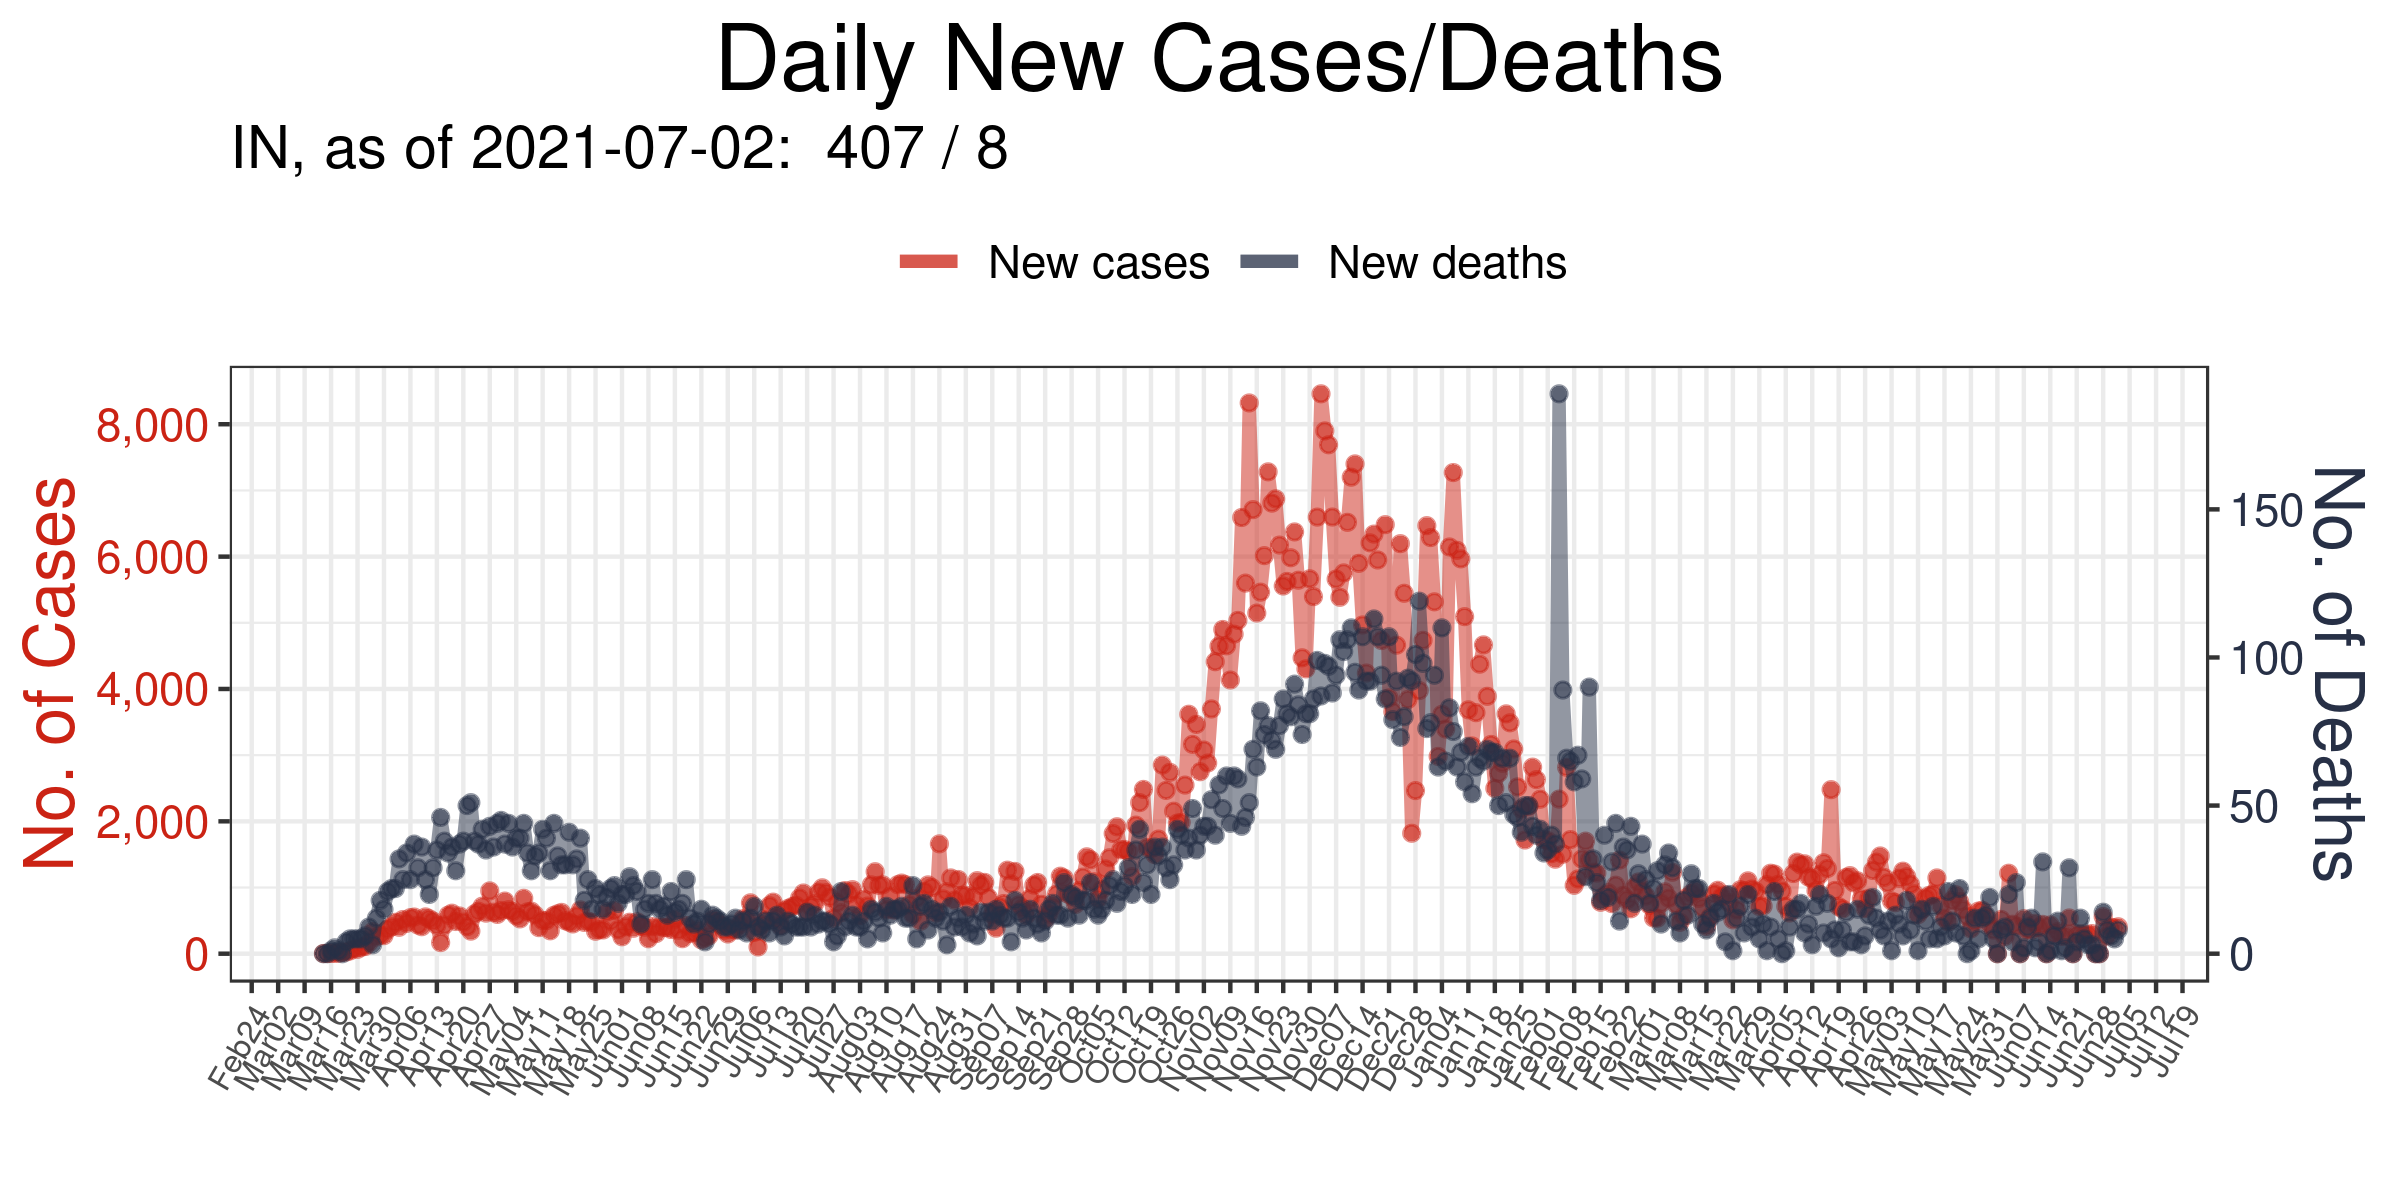 Daily New Cases/Deaths
IN, as of 2021-07-02: 407 / 8
New cases
New deaths
No. of Cases
8,000
6,000
4,000
2,000
0
No. of Deaths
150
100
50
0
Feb24
Mar02
Mar09
Mar16
Mar23
Mar30
Apr06
Apr13
Apr20
Apr27
May04
May11
May18
May25
Jun01
Jun08
Jun15
Jun22
Jun29
Jul06
Jul13
Jul20
Jul27
Aug03
Aug10
Aug17
Aug24
Aug31
Sep07
Sep14
Sep21
Sep28
Oct05
Oct12
Oct19
Oct26
Nov02
Nov09
Nov16
Nov23
Nov30
Dec07
Dec14
Dec21
Dec28
Jan04
Jan11
Jan18
Jan25
Feb01
Feb08
Feb15
Feb22
Mar01
Mar08
Mar15
Mar22
Mar29
Apr05
Apr12
Apr19
Apr26
May03
May10
May17
May24
May31
Jun07
Jun14
Jun21
Jun28
Jul05
Jul12
Jul19